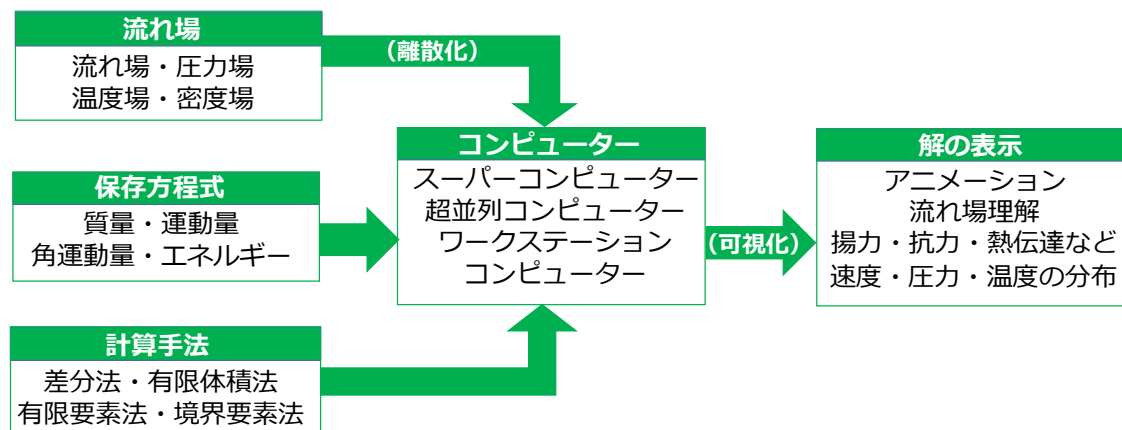 流れ場
流れ場・圧力場
温度場・密度場
（離散化）
保存方程式
質量・運動量
角運動量・エネルギー
計算手法
差分法・有限体積法
有限要素法・境界要素法
コンピューター
スーパーコンピューター
超並列コンピューター
ワークステーション
コンピューター
（可視化）
解の表示
アニメーション
流れ場理解
揚力・抗力・熱伝達など
速度・圧力・温度の分布